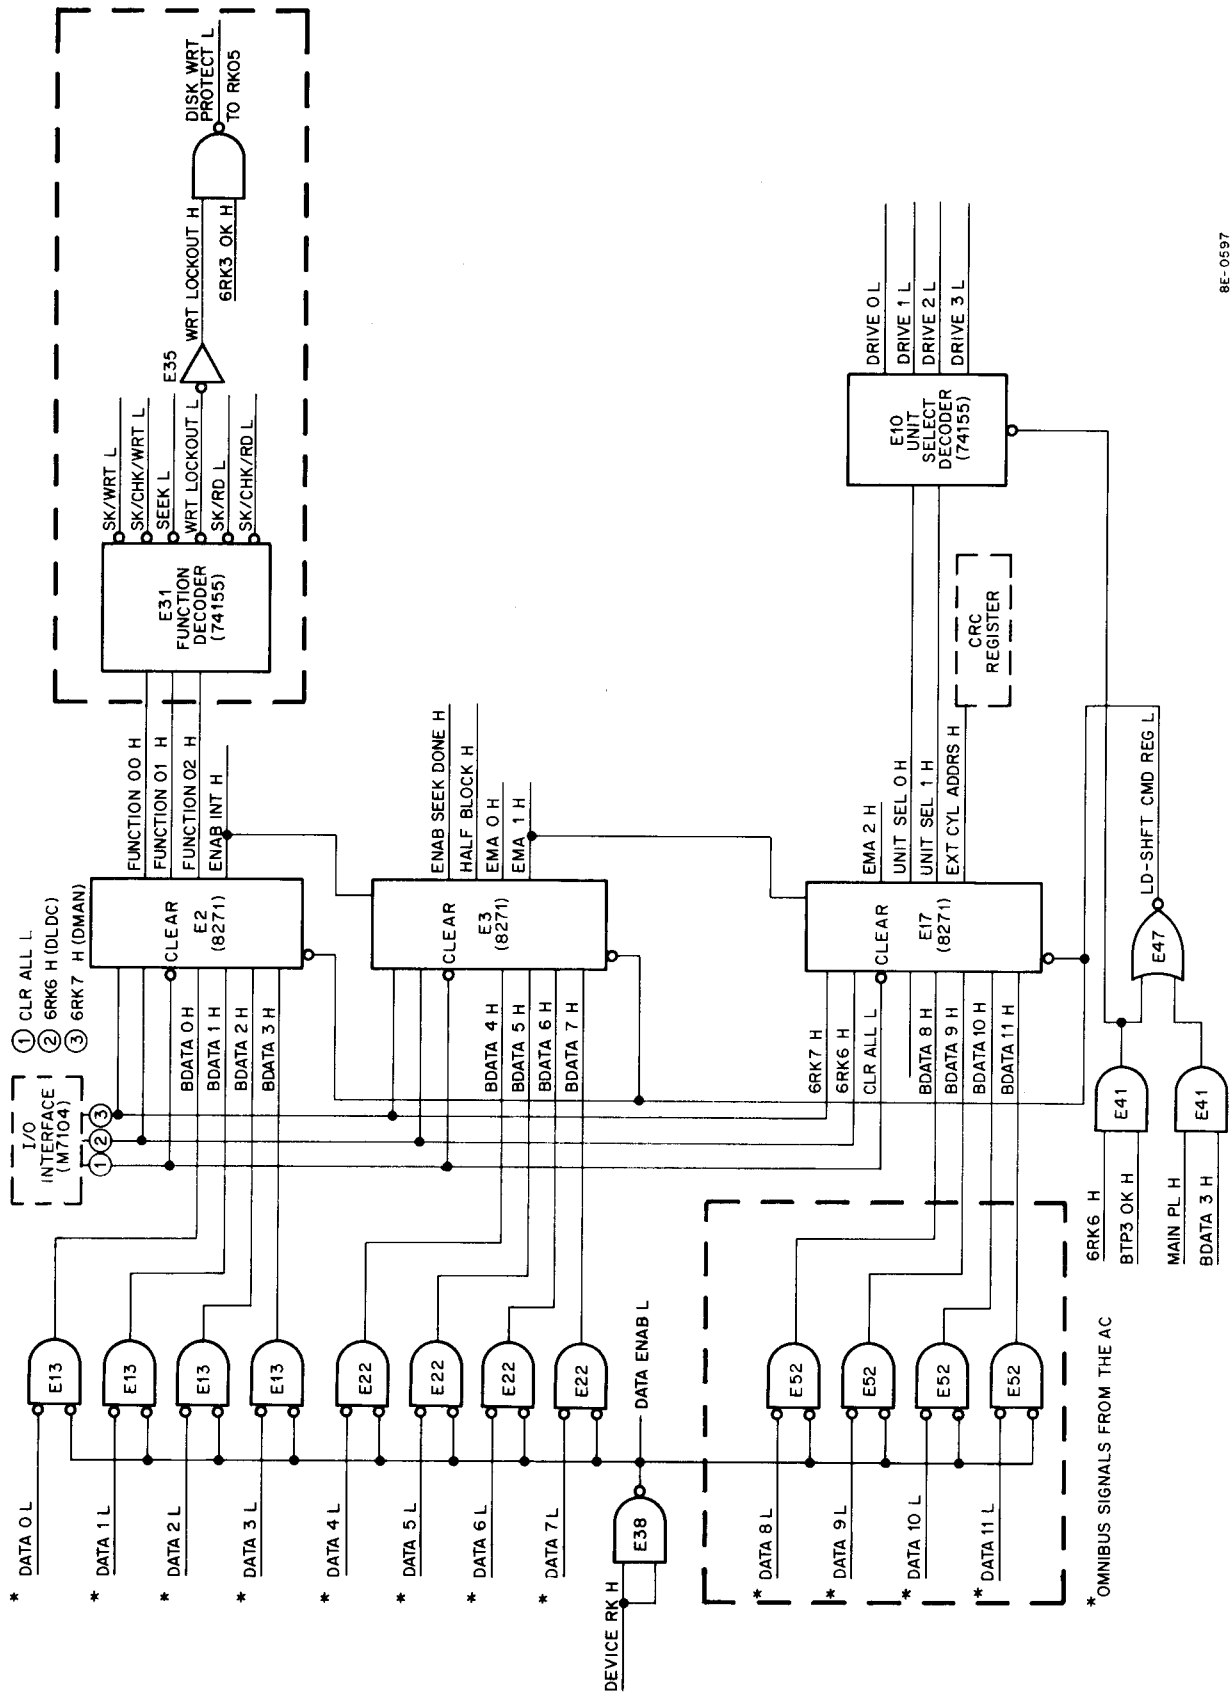 * DATA 0 L
* DATA 1 L
* DATA 2 L
* DATA 3 L
* DATA 4 L
* DATA 5 L
* DATA 6 L
* DATA 7 L
DEVICE RK H
* DATA 8 L
* DATA 9 L
* DATA 10 L
* DATA 11 L
* OMNIBUS SIGNALS FROM THE AC
E13
E13
E13
E13
E22
E22
E22
E22
E38
DATA ENAB L
E52
E52
E52
E52
I/O
INTERFACE
(M7104)
1 CLR ALL L
2 6RK6 H (DLDC)
3 6RK7 H (DMAN)
1
2
3
BDATA 0 H
BDATA 1 H
BDATA 2 H
BDATA 3 H
BDATA 4 H
BDATA 5 H
BDATA 6 H
BDATA 7 H
6RK7 H
6RK6 H
CLR ALL L
BDATA 8 H
BDATA 9 H
BDATA 10 H
BDATA 11 H
6RK6 H
BTP3 OK H
MAIN PL H
BDATA 3 H
E41
E41
E47
LD-SHFT CMD REG L
CLEAR
E2
(8271)
CLEAR
E3
(8271)
CLEAR
E17
(8271)
FUNCTION 00 H
FUNCTION 01 H
FUNCTION 02 H
ENAB INT H
ENAB SEEK DONE H
HALF BLOCK H
EMA 0 H
EMA 1 H
EMA 2 H
UNIT SEL 0 H
UNIT SEL 1 H
EXT CYL ADDRS H
CRC
REGISTER
E31
FUNCTION
DECODER
(74155)
SK/WRT L
SK/CHK/WRT L
SEEK L
WRT LOCKOUT L
SK/RD L
SK/CHK/RD L
E35
WRT LOCKOUT H
6RK3 OK H
DISK WRT
PROTECT L
TO RK05
E10
UNIT
SELECT
DECODER
(74155)
DRIVE 0 L
DRIVE 1 L
DRIVE 2 L
DRIVE 3 L
8E-0597